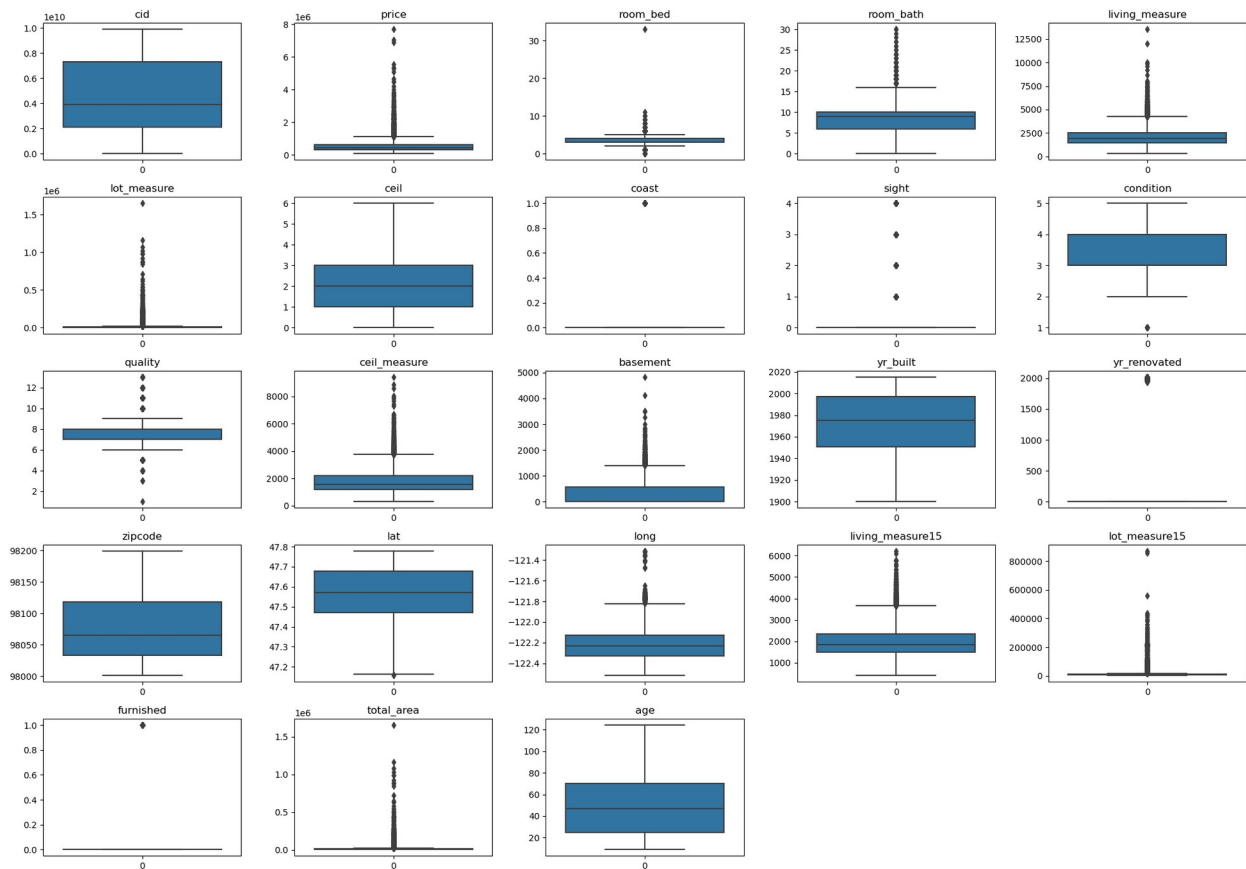 cid price room_bed room_bath living_measure
1e10 1e6
1.0 0.8 0.6 0.4 0.2 0.0
8 6 4 2 0
30 20 10 0
30 25 20 15 10 5 0
12500 10000 7500 5000 2500 0
0 0 0 0 0
lot_measure ceil coast sight condition
1e6
1.5 1.0 0.5 0.0
6 5 4 3 2 1 0
1.0 0.8 0.6 0.4 0.2 0.0
4 3 2 1 0
5 4 3 2 1
0 0 0 0 0
quality ceil_measure basement yr_built yr_renovated
12 10 8 6 4 2
8000 6000 4000 2000 0
5000 4000 3000 2000 1000 0
2020 2000 1980 1960 1940 1920 1900
2000 1500 1000 500 0
0 0 0 0 0
zipcode lat long living_measure15 lot_measure15
98200 98150 98100 98050 98000
47.8 47.7 47.6 47.5 47.4 47.3 47.2
−121.4 −121.6 −121.8 −122.0 −122.2 −122.4
6000 5000 4000 3000 2000 1000
800000 600000 400000 200000 0
0 0 0 0 0
furnished total_area age
1e6
1.0 0.8 0.6 0.4 0.2 0.0
1.5 1.0 0.5 0.0
120 100 80 60 40 20
0 0 0